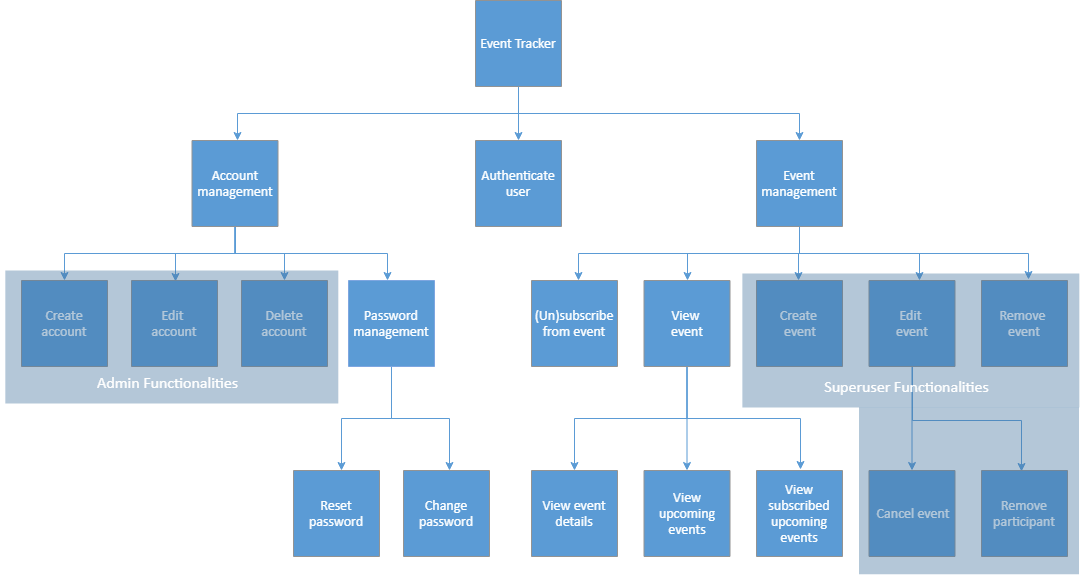 Event Tracker
Account
management
Authenticate
user
Event
management
Create
account
Edit
account
Delete
account
Password
management
(Un)subscribe
from event
View
event
Create
event
Edit
event
Remove
event
Admin Functionalities
Superuser Functionalities
Reset
password
Change
password
View event
details
View
upcoming
events
View
subscribed
upcoming
events
Cancel event
Remove
participant